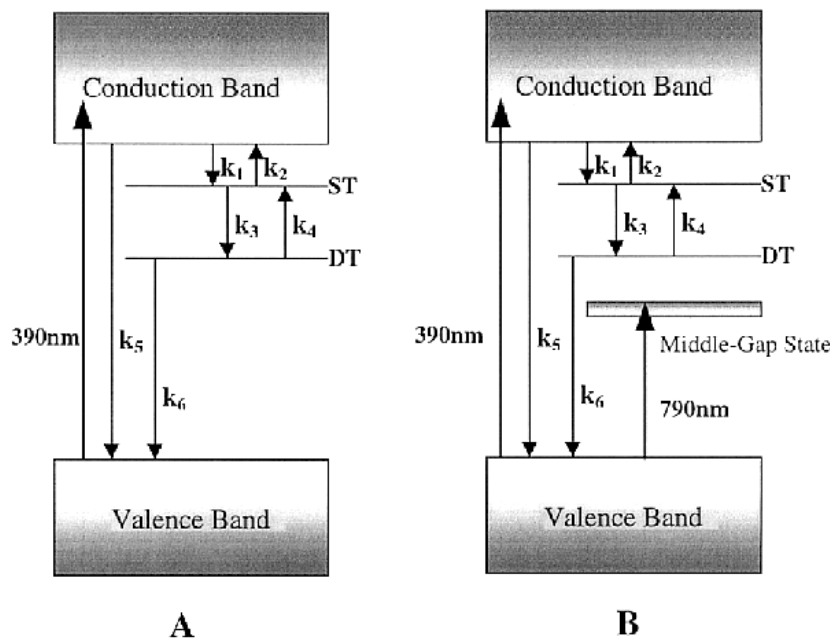 Conduction Band
k₁ k₂
ST
k₃ k₄
DT
390nm
k₅
k₆
Valence Band
A
Conduction Band
k₁ k₂
ST
k₃ k₄
DT
390nm
k₅
Middle-Gap State
k₆
790nm
Valence Band
B